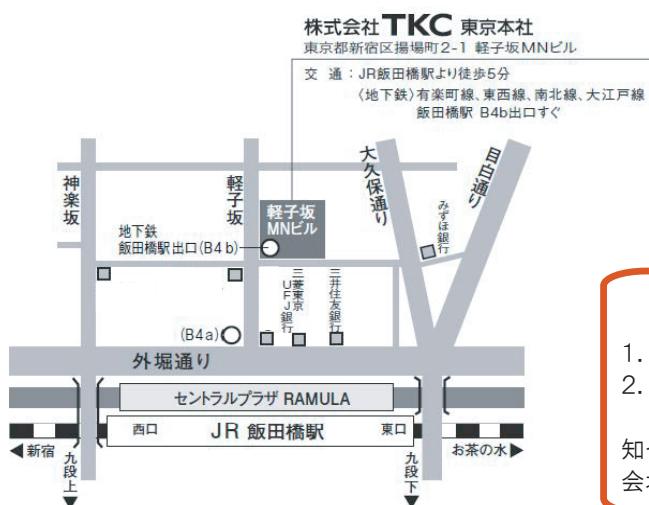 株式会社 TKC 東京本社
東京都新宿区揚場町2-1 軽子坂MNビル
交 通：JR飯田橋駅より徒歩5分
〈地下鉄〉有楽町線、東西線、南北線、大江戸線
飯田橋駅 B4b出口すぐ
神楽坂
軽子坂
大久保通り
目白通り
軽子坂
MNビル
みずほ銀行
地下鉄
飯田橋駅出口(B4b)
三菱東京
UFJ銀行
三井住友銀行
(B4a)
外堀通り
セントラルプラザ RAMULA
西口
JR 飯田橋駅
東口
新宿
お茶の水
九段上
九段下
1.
2.